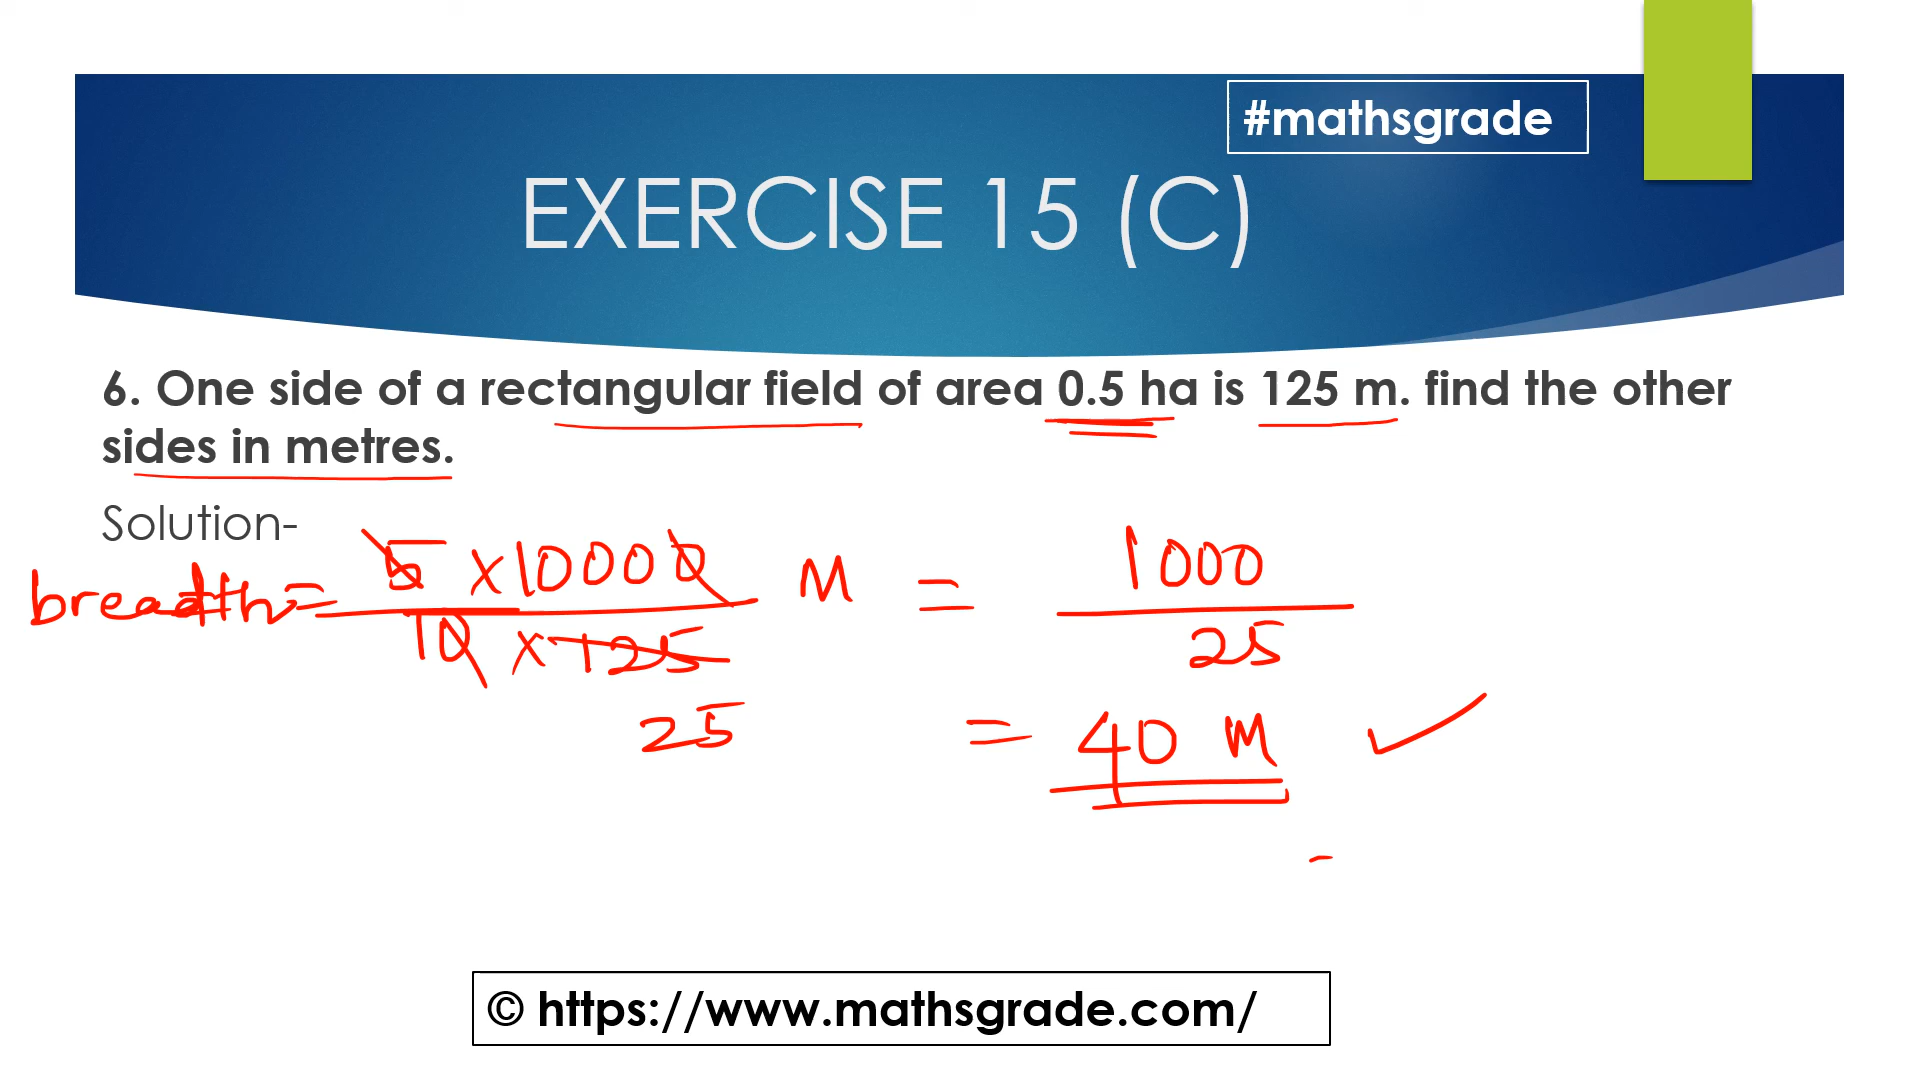 #mathsgrade
EXERCISE 15 (C)
6. One side of a rectangular field of area 0.5 ha is 125 m. find the other
sides in metres.
Solution-
breadth = 5 × 10000 M = 1000
10 × 125 25
25 = 40 M ✓
© https://www.mathsgrade.com/